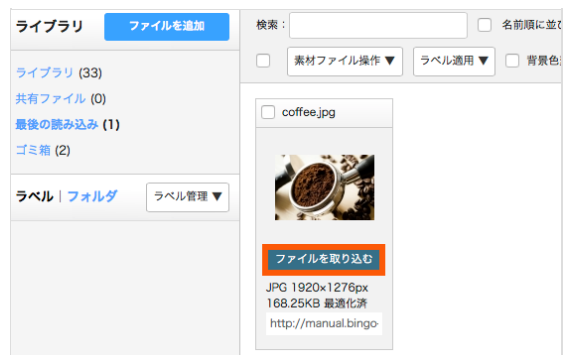 ライブラリ
ファイルを追加
ライブラリ (33)
共有ファイル (0)
最後の読み込み (1)
ゴミ箱 (2)
ラベル | フォルダ
ラベル管理 ▼
検索：
名前順に並び
素材ファイル操作 ▼
ラベル適用 ▼
背景色
coffee.jpg
ファイルを取り込む
JPG 1920×1276px
168.25KB 最適化済
http://manual.bingo-